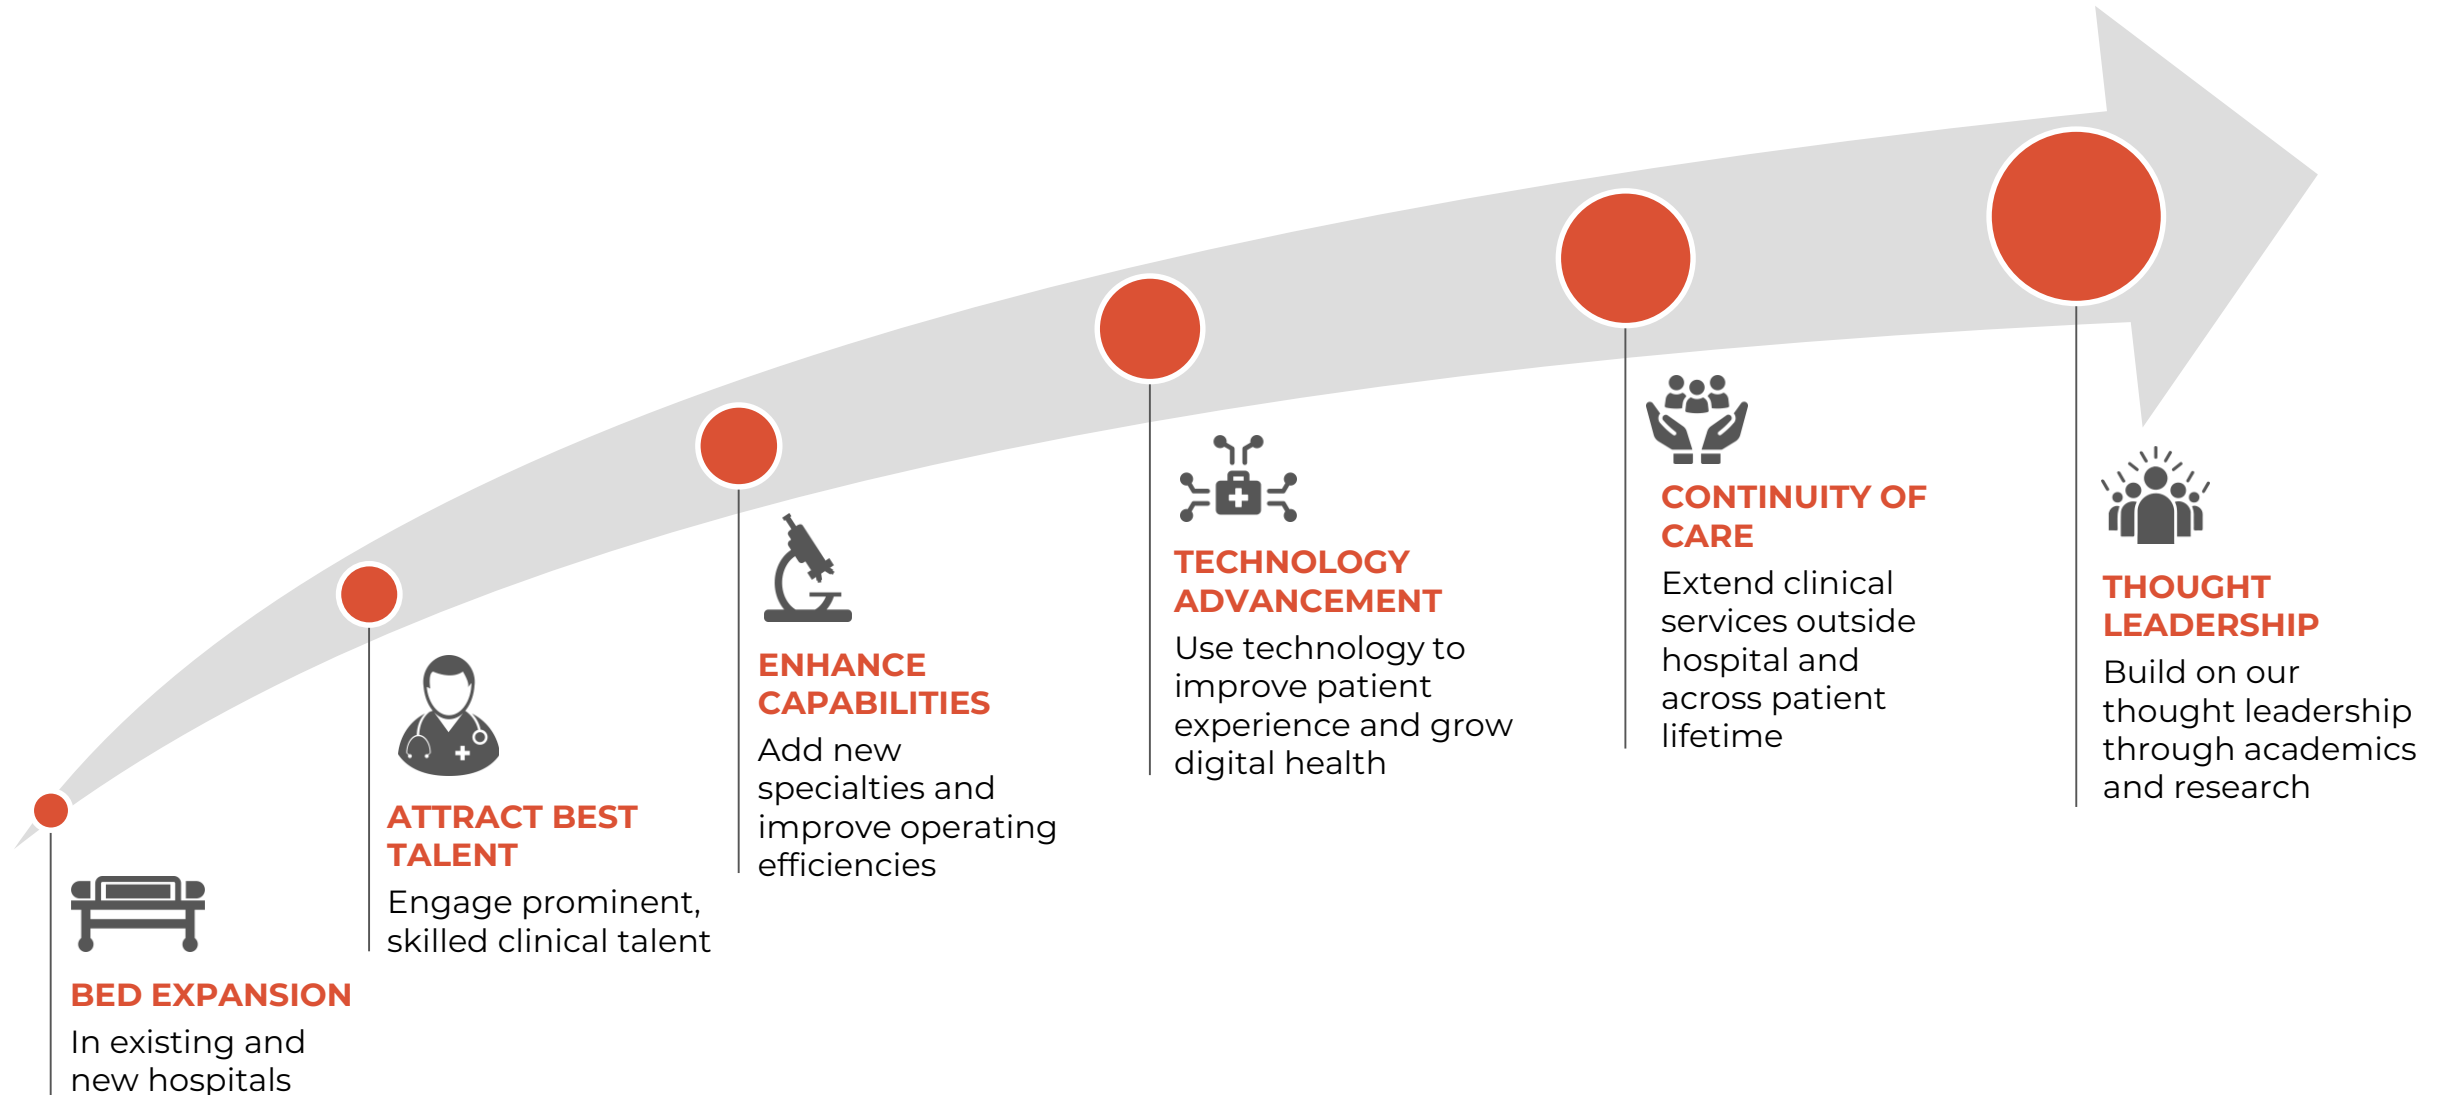 BED EXPANSION
In existing and
new hospitals
ATTRACT BEST
TALENT
Engage prominent,
skilled clinical talent
ENHANCE
CAPABILITIES
Add new
specialties and
improve operating
efficiencies
TECHNOLOGY
ADVANCEMENT
Use technology to
improve patient
experience and grow
digital health
CONTINUITY OF
CARE
Extend clinical
services outside
hospital and
across patient
lifetime
THOUGHT
LEADERSHIP
Build on our
thought leadership
through academics
and research